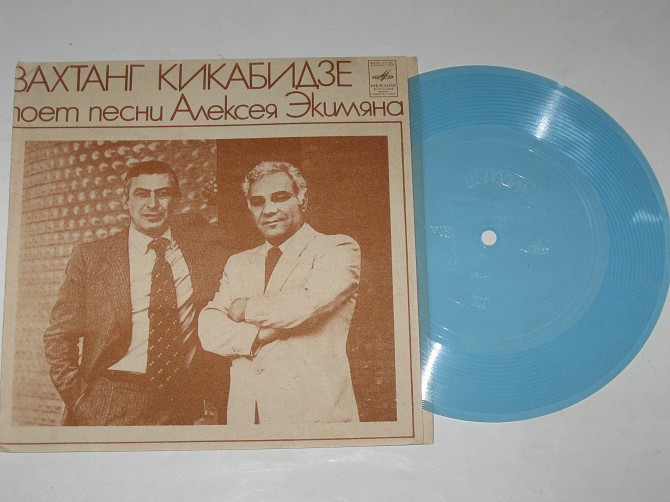 ВАХТАНГ КИКАБИДЗЕ
поет песни Алексея Экимяна